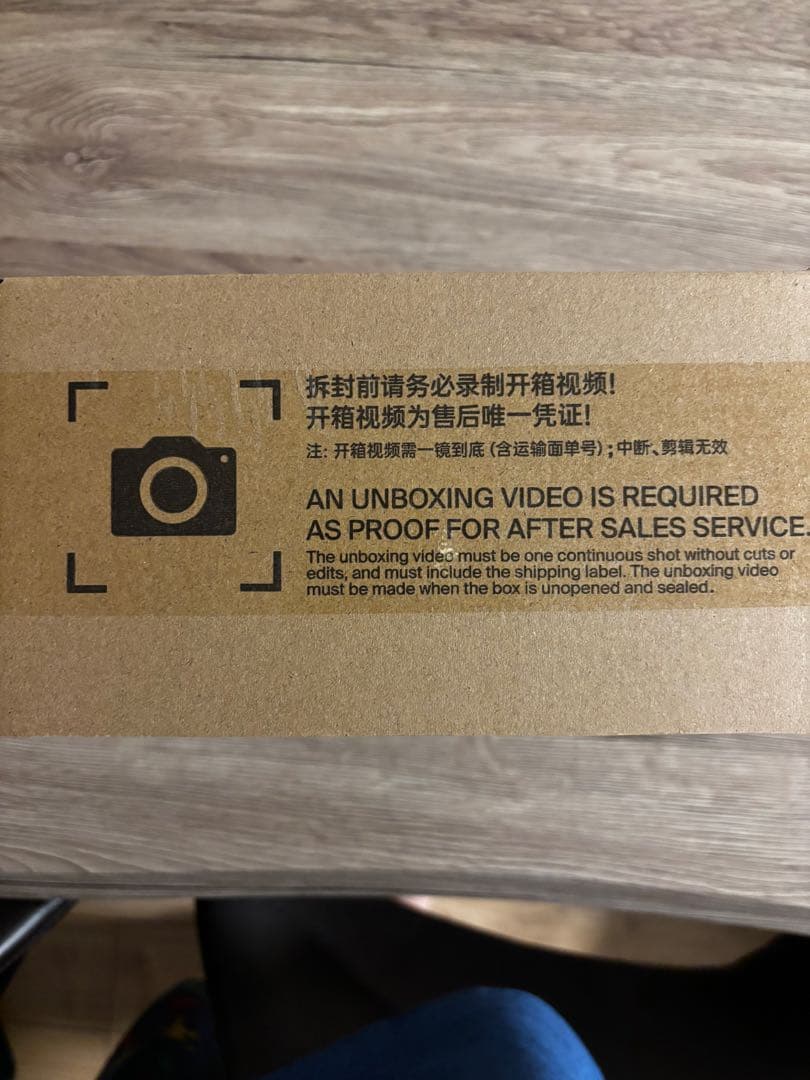 拆封前请务必录制开箱视频!
开箱视频为售后唯一凭证!
注: 开箱视频需一镜到底 (含运输面单号) ; 中断、剪辑无效
AN UNBOXING VIDEO IS REQUIRED
AS PROOF FOR AFTER SALES SERVICE.
The unboxing video must be one continuous shot without cuts or
edits, and must include the shipping label. The unboxing video
must be made when the box is unopened and sealed.